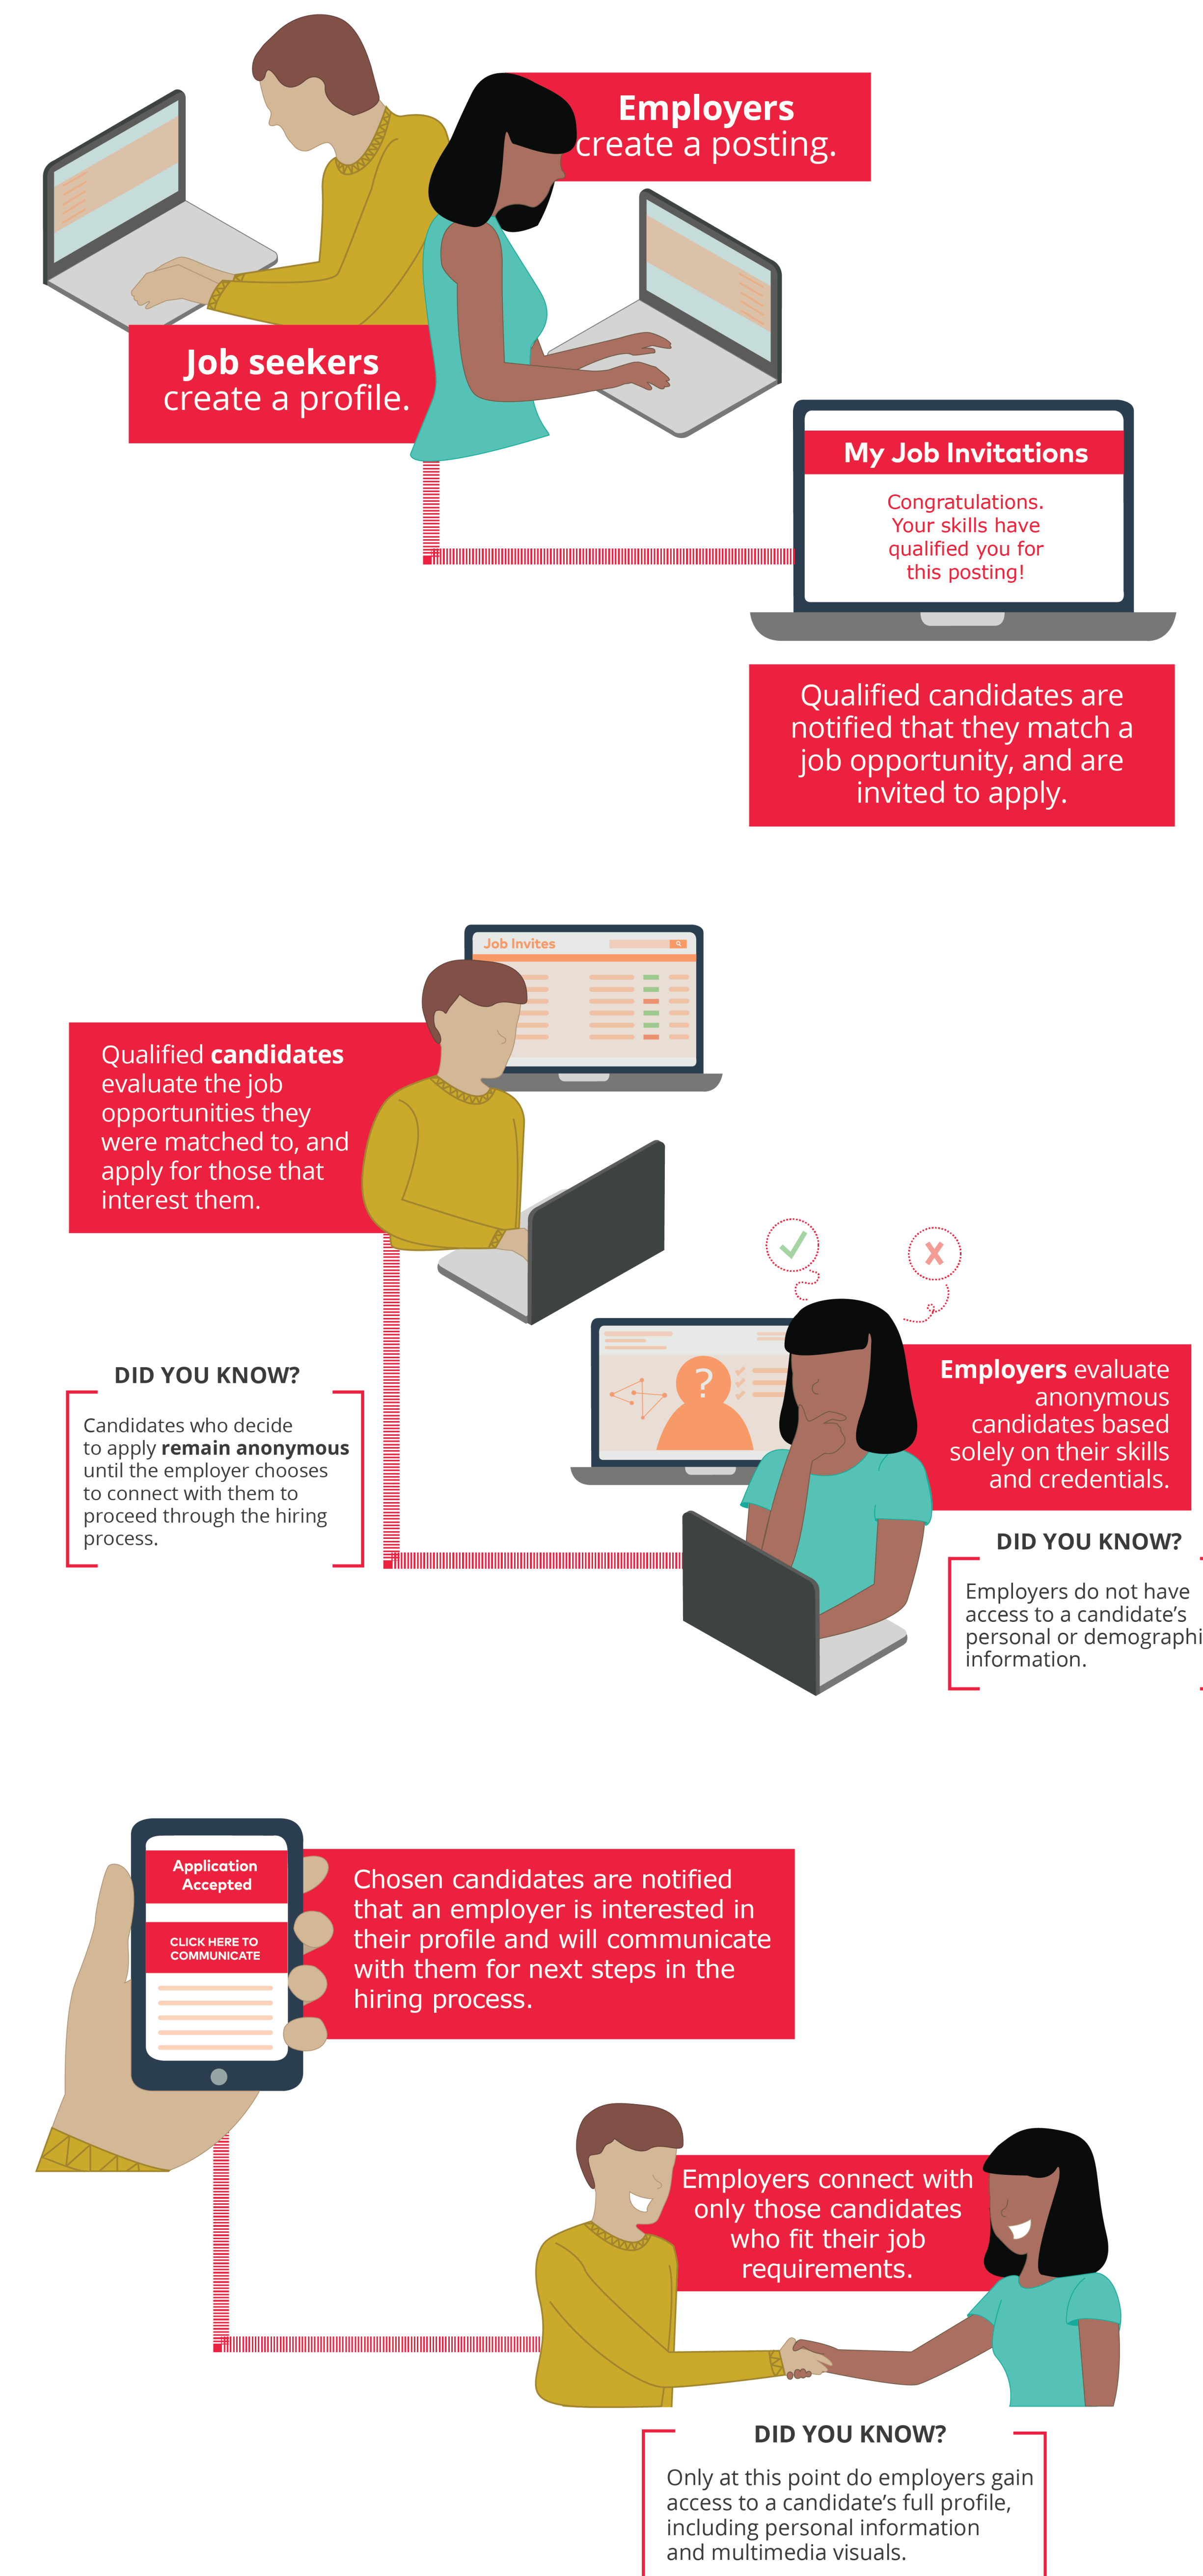 Employers
create a posting.
Job seekers
create a profile.
My Job Invitations
Congratulations.
Your skills have
qualified you for
this posting!
Qualified candidates are
notified that they match a
job opportunity, and are
invited to apply.
Job Invites
Qualified candidates
evaluate the job
opportunities they
were matched to, and
apply for those that
interest them.
DID YOU KNOW?
Candidates who decide
to apply remain anonymous
until the employer chooses
to connect with them to
proceed through the hiring
process.
?
Employers evaluate
anonymous
candidates based
solely on their skills
and credentials.
DID YOU KNOW?
Employers do not have
access to a candidate’s
personal or demographi
information.
Application
Accepted
CLICK HERE TO
COMMUNICATE
Chosen candidates are notified
that an employer is interested in
their profile and will communicate
with them for next steps in the
hiring process.
Employers connect with
only those candidates
who fit their job
requirements.
DID YOU KNOW?
Only at this point do employers gain
access to a candidate’s full profile,
including personal information
and multimedia visuals.